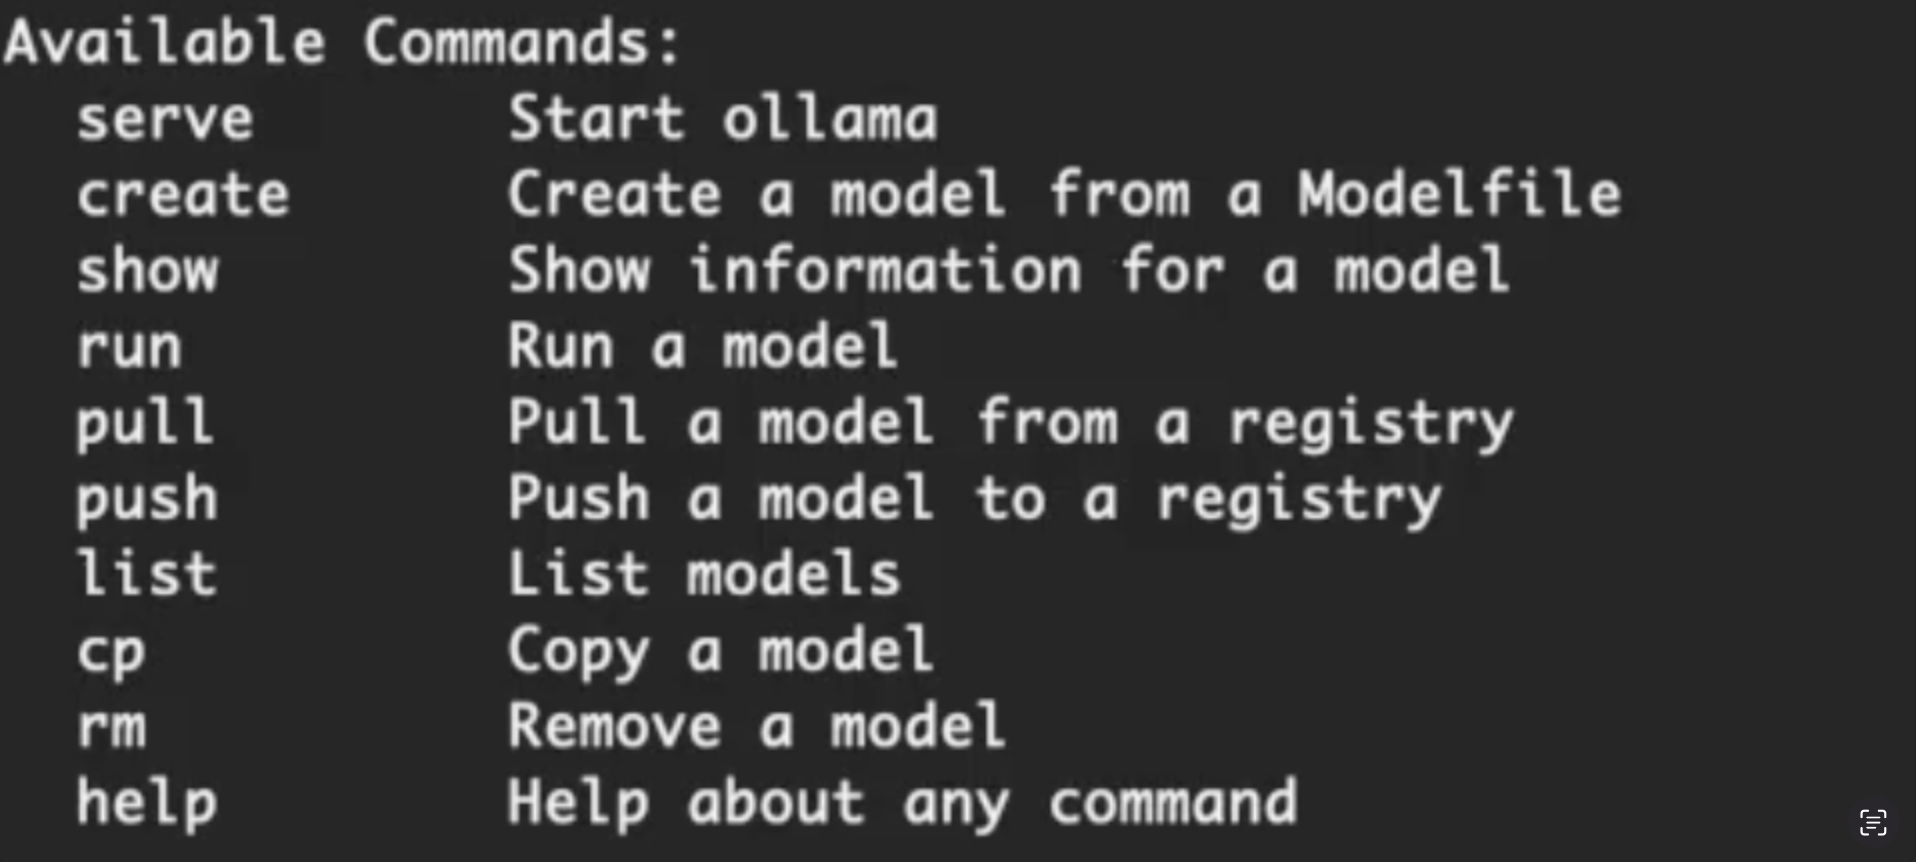 Available Commands:
serve Start ollama
create Create a model from a Modelfile
show Show information for a model
run Run a model
pull Pull a model from a registry
push Push a model to a registry
list List models
cp Copy a model
rm Remove a model
help Help about any command